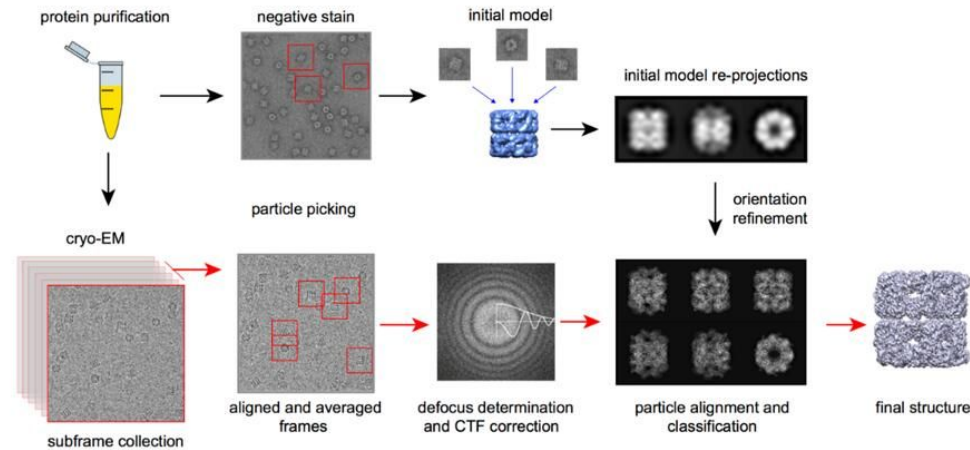 protein purification
negative stain
initial model
initial model re-projections
particle picking
orientation
refinement
cryo-EM
aligned and averaged
frames
defocus determination
and CTF correction
particle alignment and
classification
final structure
subframe collection